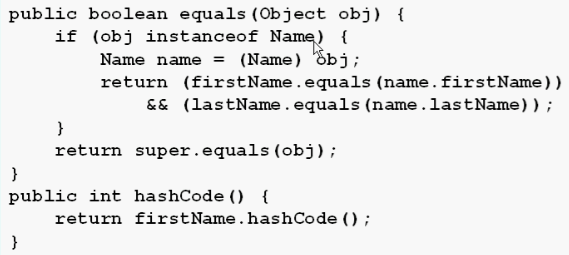 public boolean equals(Object obj) {
    if (obj instanceof Name) {
        Name name = (Name) obj;
        return (firstName.equals(name.firstName))
            && (lastName.equals(name.lastName));
    }
    return super.equals(obj);
}
public int hashCode() {
    return firstName.hashCode();
}